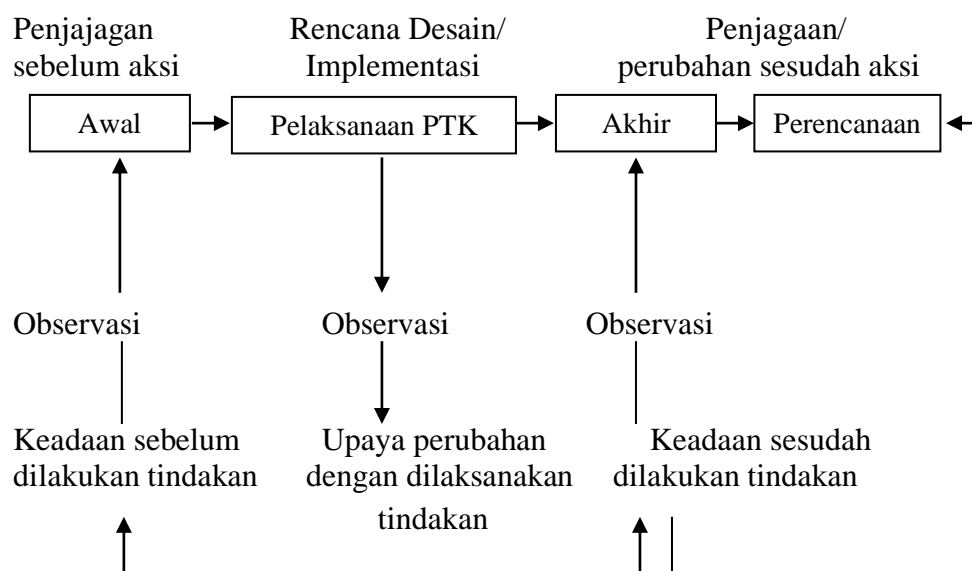 Penjajagan
sebelum aksi
Rencana Desain/
Implementasi
Penjagaan/
perubahan sesudah aksi
Awal
Pelaksanaan PTK
Akhir
Perencanaan
Observasi
Observasi
Observasi
Keadaan sebelum
dilakukan tindakan
Upaya perubahan
dengan dilaksanakan
tindakan
Keadaan sesudah
dilakukan tindakan